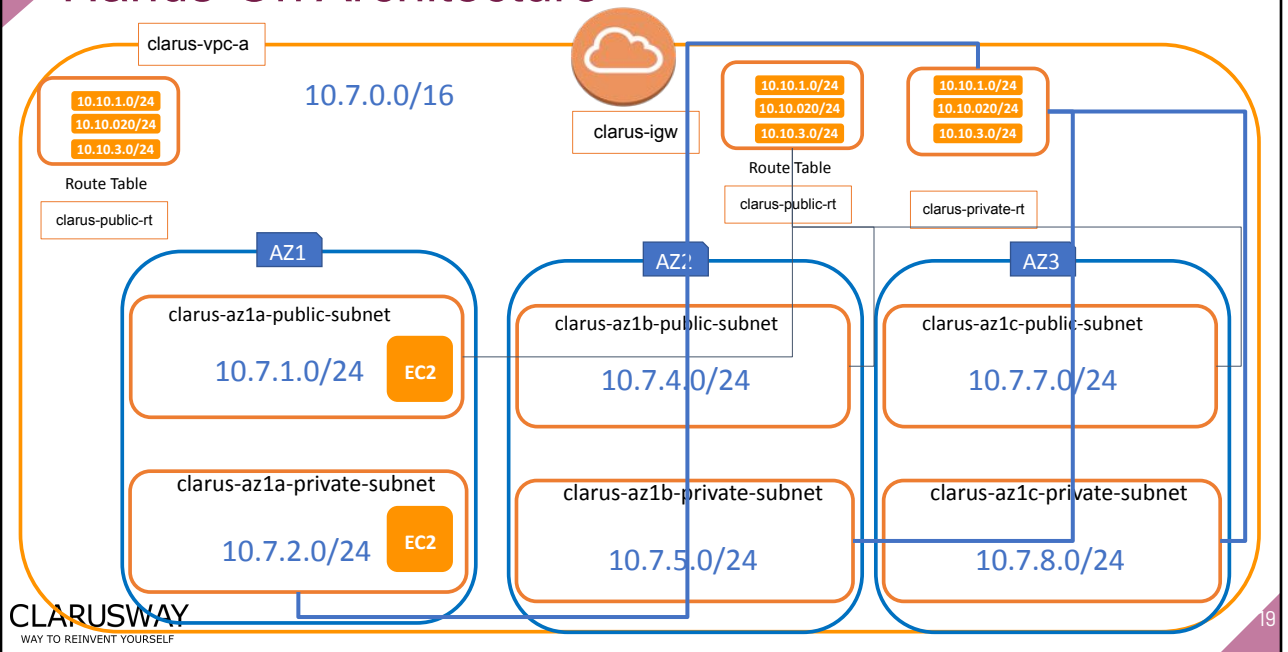 Hands-On Architecture
clarus-vpc-a
10.7.0.0/16
clarus-igw
10.10.1.0/24
10.10.020/24
10.10.3.0/24
Route Table
clarus-public-rt
10.10.1.0/24
10.10.020/24
10.10.3.0/24
Route Table
clarus-public-rt
10.10.1.0/24
10.10.020/24
10.10.3.0/24
clarus-private-rt
AZ1
clarus-az1a-public-subnet
10.7.1.0/24
EC2
clarus-az1a-private-subnet
10.7.2.0/24
EC2
AZ2
clarus-az1b-public-subnet
10.7.4.0/24
clarus-az1b-private-subnet
10.7.5.0/24
AZ3
clarus-az1c-public-subnet
10.7.7.0/24
clarus-az1c-private-subnet
10.7.8.0/24
CLARUSWAY
WAY TO REINVENT YOURSELF
19